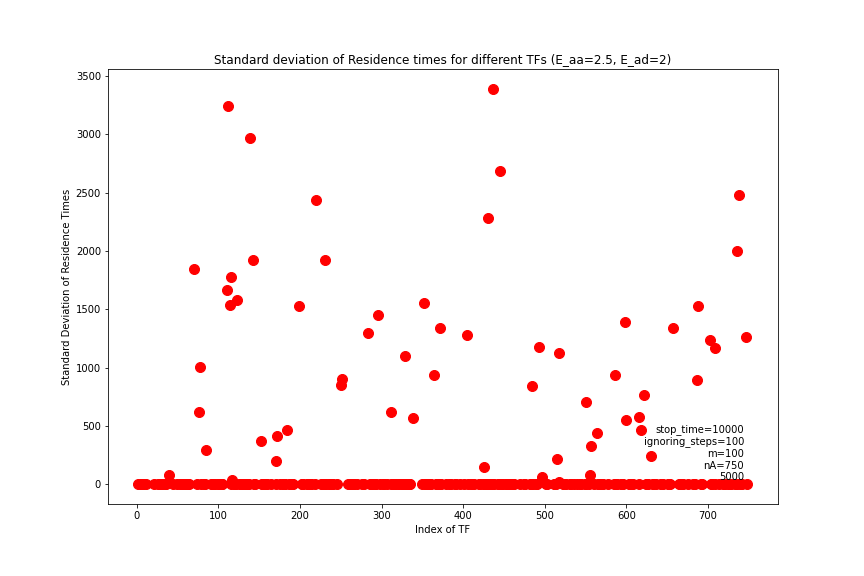 Standard deviation of Residence times for different TFs (E_aa=2.5, E_ad=2)
3500
3000
2500
2000
1500
1000
500
0
Standard Deviation of Residence Times
stop_time=10000
ignoring_steps=100
m=100
nA=750
5000
0 100 200 300 400 500 600 700
Index of TF